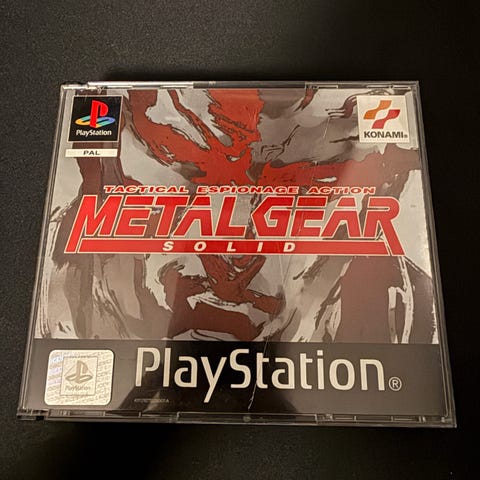 PlayStation
PAL
KONAMI®
TACTICAL ESPIONAGE ACTION
METAL GEAR
SOLID
PlayStation®